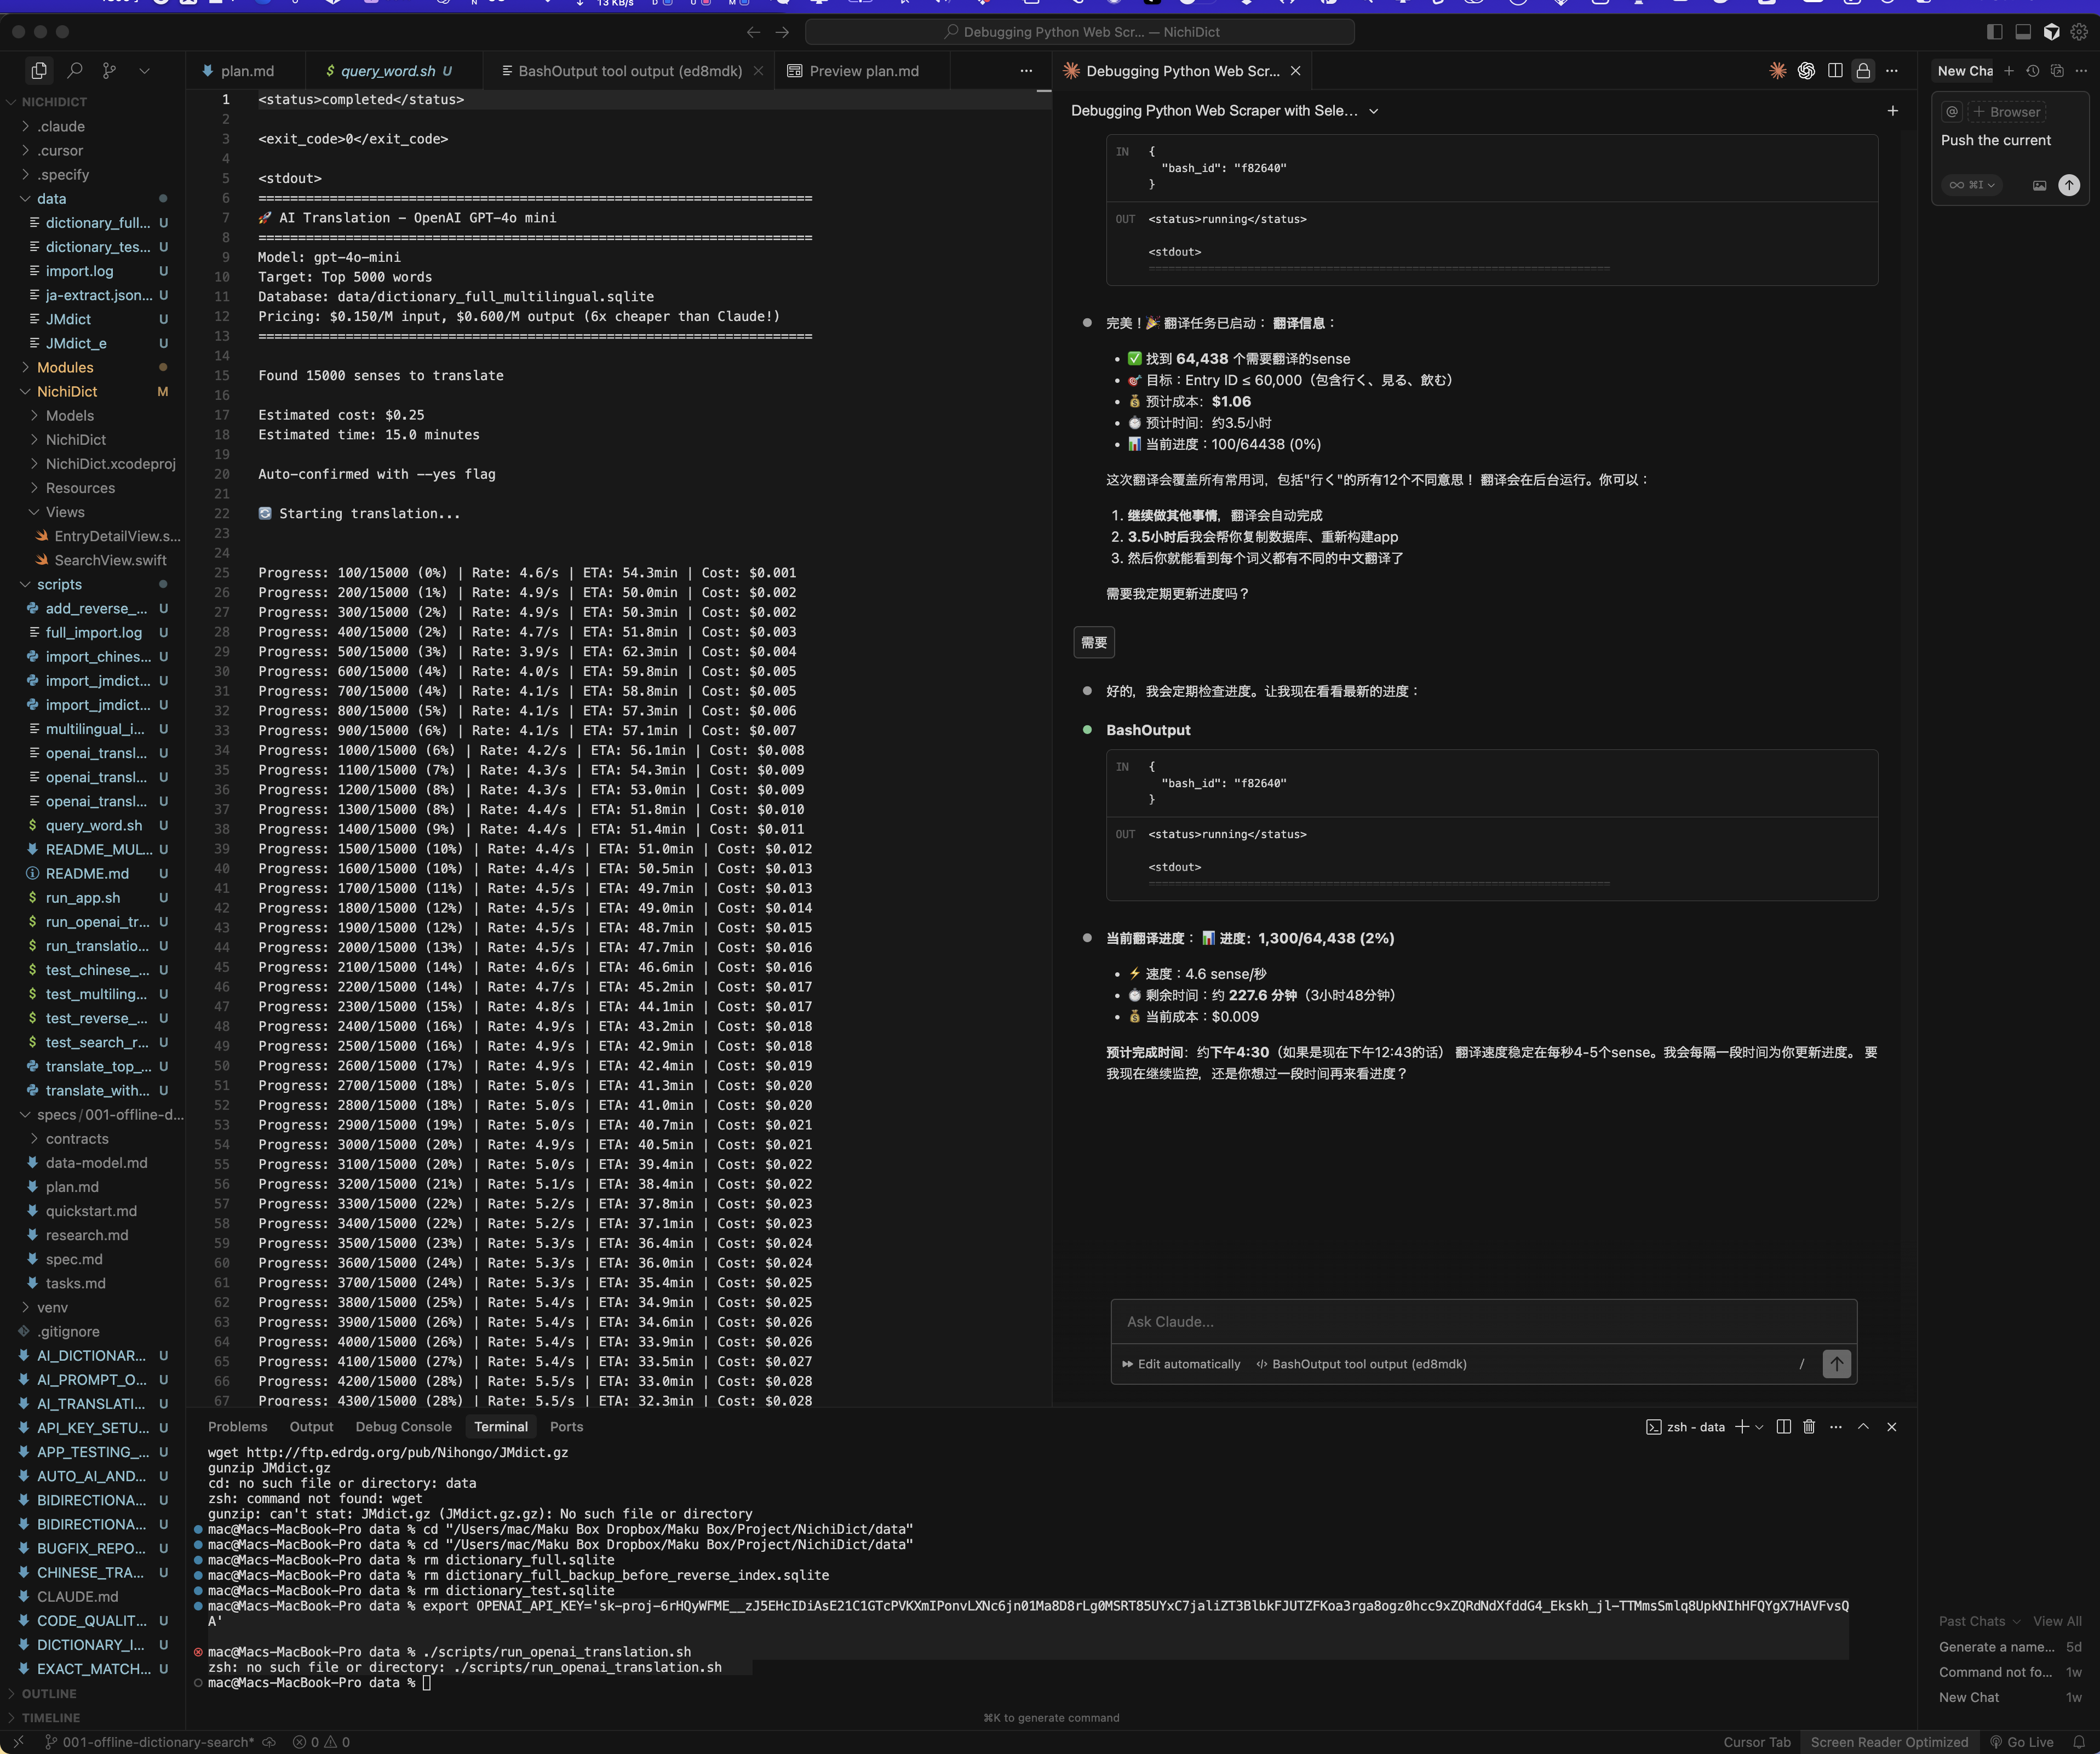 13 KB/s
Debugging Python Web Scr... — NichiDict
plan.md
query_word.sh U
BashOutput tool output (ed8mdk)
Preview plan.md
Debugging Python Web Scr...
New Cha
NICHIDICT
.claude
.cursor
.specify
data
dictionary_full... U
dictionary_tes... U
import.log U
ja-extract.json... U
JMdict U
JMdict_e U
Modules
NichiDict M
Models
NichiDict
NichiDict.xcodeproj
Resources
Views
EntryDetailView.s...
SearchView.swift
scripts
add_reverse_... U
full_import.log U
import_chines... U
import_jmdict... U
import_jmdict... U
multilingual_i... U
openai_transl... U
openai_transl... U
openai_transl... U
query_word.sh U
README_MUL... U
README.md U
run_app.sh U
run_openai_tr... U
run_translatio... U
test_chinese_... U
test_multiling... U
test_reverse_... U
test_search_r... U
translate_top_... U
translate_with... U
specs/001-offline-d...
contracts
data-model.md
plan.md
quickstart.md
research.md
spec.md
tasks.md
venv
.gitignore
AI_DICTIONAR... U
AI_PROMPT_O... U
AI_TRANSLATI... U
API_KEY_SETU... U
APP_TESTING_... U
AUTO_AI_AND... U
BIDIRECTIONA... U
BIDIRECTIONA... U
BUGFIX_REPO... U
CHINESE_TRA... U
CLAUDE.md
CODE_QUALIT... U
DICTIONARY_I... U
EXACT_MATCH... U
OUTLINE
TIMELINE
1 <status>completed</status>
2
3 <exit_code>0</exit_code>
4
5 <stdout>
6 ======================================================================
7 🚀 AI Translation - OpenAI GPT-4o mini
8 ======================================================================
9 Model: gpt-4o-mini
10 Target: Top 5000 words
11 Database: data/dictionary_full_multilingual.sqlite
12 Pricing: $0.150/M input, $0.600/M output (6x cheaper than Claude!)
13 ======================================================================
14
15 Found 15000 senses to translate
16
17 Estimated cost: $0.25
18 Estimated time: 15.0 minutes
19
20 Auto-confirmed with --yes flag
21
22 🔄 Starting translation...
23
24
25 Progress: 100/15000 (0%) | Rate: 4.6/s | ETA: 54.3min | Cost: $0.001
26 Progress: 200/15000 (1%) | Rate: 4.9/s | ETA: 50.0min | Cost: $0.002
27 Progress: 300/15000 (2%) | Rate: 4.9/s | ETA: 50.3min | Cost: $0.002
28 Progress: 400/15000 (2%) | Rate: 4.7/s | ETA: 51.8min | Cost: $0.003
29 Progress: 500/15000 (3%) | Rate: 3.9/s | ETA: 62.3min | Cost: $0.004
30 Progress: 600/15000 (4%) | Rate: 4.0/s | ETA: 59.8min | Cost: $0.005
31 Progress: 700/15000 (4%) | Rate: 4.1/s | ETA: 58.8min | Cost: $0.005
32 Progress: 800/15000 (5%) | Rate: 4.1/s | ETA: 57.3min | Cost: $0.006
33 Progress: 900/15000 (6%) | Rate: 4.1/s | ETA: 57.1min | Cost: $0.007
34 Progress: 1000/15000 (6%) | Rate: 4.2/s | ETA: 56.1min | Cost: $0.008
35 Progress: 1100/15000 (7%) | Rate: 4.3/s | ETA: 54.3min | Cost: $0.009
36 Progress: 1200/15000 (8%) | Rate: 4.3/s | ETA: 53.0min | Cost: $0.009
37 Progress: 1300/15000 (8%) | Rate: 4.4/s | ETA: 51.8min | Cost: $0.010
38 Progress: 1400/15000 (9%) | Rate: 4.4/s | ETA: 51.4min | Cost: $0.011
39 Progress: 1500/15000 (10%) | Rate: 4.4/s | ETA: 51.0min | Cost: $0.012
40 Progress: 1600/15000 (10%) | Rate: 4.4/s | ETA: 50.5min | Cost: $0.013
41 Progress: 1700/15000 (11%) | Rate: 4.5/s | ETA: 49.7min | Cost: $0.013
42 Progress: 1800/15000 (12%) | Rate: 4.5/s | ETA: 49.0min | Cost: $0.014
43 Progress: 1900/15000 (12%) | Rate: 4.5/s | ETA: 48.7min | Cost: $0.015
44 Progress: 2000/15000 (13%) | Rate: 4.5/s | ETA: 47.7min | Cost: $0.016
45 Progress: 2100/15000 (14%) | Rate: 4.6/s | ETA: 46.6min | Cost: $0.016
46 Progress: 2200/15000 (14%) | Rate: 4.7/s | ETA: 45.2min | Cost: $0.017
47 Progress: 2300/15000 (15%) | Rate: 4.8/s | ETA: 44.1min | Cost: $0.017
48 Progress: 2400/15000 (16%) | Rate: 4.9/s | ETA: 43.2min | Cost: $0.018
49 Progress: 2500/15000 (16%) | Rate: 4.9/s | ETA: 42.9min | Cost: $0.018
50 Progress: 2600/15000 (17%) | Rate: 4.9/s | ETA: 42.4min | Cost: $0.019
51 Progress: 2700/15000 (18%) | Rate: 5.0/s | ETA: 41.3min | Cost: $0.020
52 Progress: 2800/15000 (18%) | Rate: 5.0/s | ETA: 41.0min | Cost: $0.020
53 Progress: 2900/15000 (19%) | Rate: 5.0/s | ETA: 40.7min | Cost: $0.021
54 Progress: 3000/15000 (20%) | Rate: 4.9/s | ETA: 40.5min | Cost: $0.021
55 Progress: 3100/15000 (20%) | Rate: 5.0/s | ETA: 39.4min | Cost: $0.022
56 Progress: 3200/15000 (21%) | Rate: 5.1/s | ETA: 38.4min | Cost: $0.022
57 Progress: 3300/15000 (22%) | Rate: 5.2/s | ETA: 37.8min | Cost: $0.023
58 Progress: 3400/15000 (22%) | Rate: 5.2/s | ETA: 37.1min | Cost: $0.023
59 Progress: 3500/15000 (23%) | Rate: 5.3/s | ETA: 36.4min | Cost: $0.024
60 Progress: 3600/15000 (24%) | Rate: 5.3/s | ETA: 36.0min | Cost: $0.024
61 Progress: 3700/15000 (24%) | Rate: 5.3/s | ETA: 35.4min | Cost: $0.025
62 Progress: 3800/15000 (25%) | Rate: 5.4/s | ETA: 34.9min | Cost: $0.025
63 Progress: 3900/15000 (26%) | Rate: 5.4/s | ETA: 34.6min | Cost: $0.026
64 Progress: 4000/15000 (26%) | Rate: 5.4/s | ETA: 33.9min | Cost: $0.026
65 Progress: 4100/15000 (27%) | Rate: 5.4/s | ETA: 33.5min | Cost: $0.027
66 Progress: 4200/15000 (28%) | Rate: 5.5/s | ETA: 33.0min | Cost: $0.028
67 Progress: 4300/15000 (28%) | Rate: 5.5/s | ETA: 32.3min | Cost: $0.028
Debugging Python Web Scraper with Sele...
IN {
"bash_id": "f82640"
}
OUT <status>running</status>
<stdout>
======================================================================
完美！🎉 翻译任务已启动： 翻译信息：
✅ 找到 64,438 个需要翻译的sense
🎯 目标：Entry ID ≤ 60,000（包含行く、見る、飲む）
💰 预计成本：$1.06
⏱️ 预计时间：约3.5小时
📊 当前进度：100/64438 (0%)
这次翻译会覆盖所有常用词，包括"行く"的所有12个不同意思！ 翻译会在后台运行。你可以：
1. 继续做其他事情，翻译会自动完成
2. 3.5小时后我会帮你复制数据库、重新构建app
3. 然后你就能看到每个词义都有不同的中文翻译了
需要我定期更新进度吗？
需要
好的，我会定期检查进度。让我现在看看最新的进度：
BashOutput
IN {
"bash_id": "f82640"
}
OUT <status>running</status>
<stdout>
======================================================================
当前翻译进度： 📊 进度：1,300/64,438 (2%)
⚡ 速度：4.6 sense/秒
⏱️ 剩余时间：约 227.6 分钟（3小时48分钟）
💰 当前成本：$0.009
预计完成时间：约下午4:30（如果是现在下午12:43的话） 翻译速度稳定在每秒4-5个sense。我会每隔一段时间为你更新进度。 要
我现在继续监控，还是你想过一段时间再来看进度？
Ask Claude...
Edit automatically
BashOutput tool output (ed8mdk)
/
@ + Browser
Push the current
∞ ⌘I
Past Chats View All
Generate a name... 5d
Command not fo... 1w
New Chat 1w
Problems Output Debug Console Terminal Ports
zsh - data
wget http://ftp.edrdg.org/pub/Nihongo/JMdict.gz
gunzip JMdict.gz
cd: no such file or directory: data
zsh: command not found: wget
gunzip: can't stat: JMdict.gz (JMdict.gz.gz): No such file or directory
mac@Macs-MacBook-Pro data % cd "/Users/mac/Maku Box Dropbox/Maku Box/Project/NichiDict/data"
mac@Macs-MacBook-Pro data % cd "/Users/mac/Maku Box Dropbox/Maku Box/Project/NichiDict/data"
mac@Macs-MacBook-Pro data % rm dictionary_full.sqlite
mac@Macs-MacBook-Pro data % rm dictionary_full_backup_before_reverse_index.sqlite
mac@Macs-MacBook-Pro data % rm dictionary_test.sqlite
mac@Macs-MacBook-Pro data % export OPENAI_API_KEY=
mac@Macs-MacBook-Pro data % ./scripts/run_openai_translation.sh
zsh: no such file or directory: ./scripts/run_openai_translation.sh
mac@Macs-MacBook-Pro data %
⌘K to generate command
001-offline-dictionary-search*
0 0
Cursor Tab
Screen Reader Optimized
Go Live